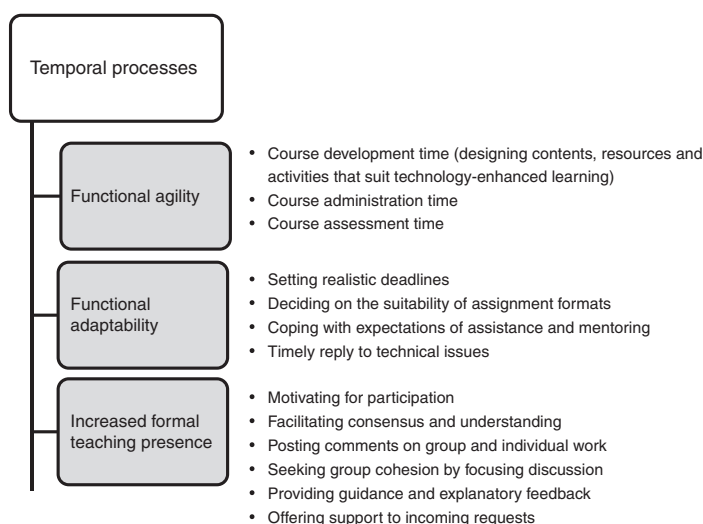 Temporal processes
Functional agility
• Course development time (designing contents, resources and
activities that suit technology-enhanced learning)
• Course administration time
• Course assessment time
Functional
adaptability
• Setting realistic deadlines
• Deciding on the suitability of assignment formats
• Coping with expectations of assistance and mentoring
• Timely reply to technical issues
Increased formal
teaching presence
• Motivating for participation
• Facilitating consensus and understanding
• Posting comments on group and individual work
• Seeking group cohesion by focusing discussion
• Providing guidance and explanatory feedback
• Offering support to incoming requests